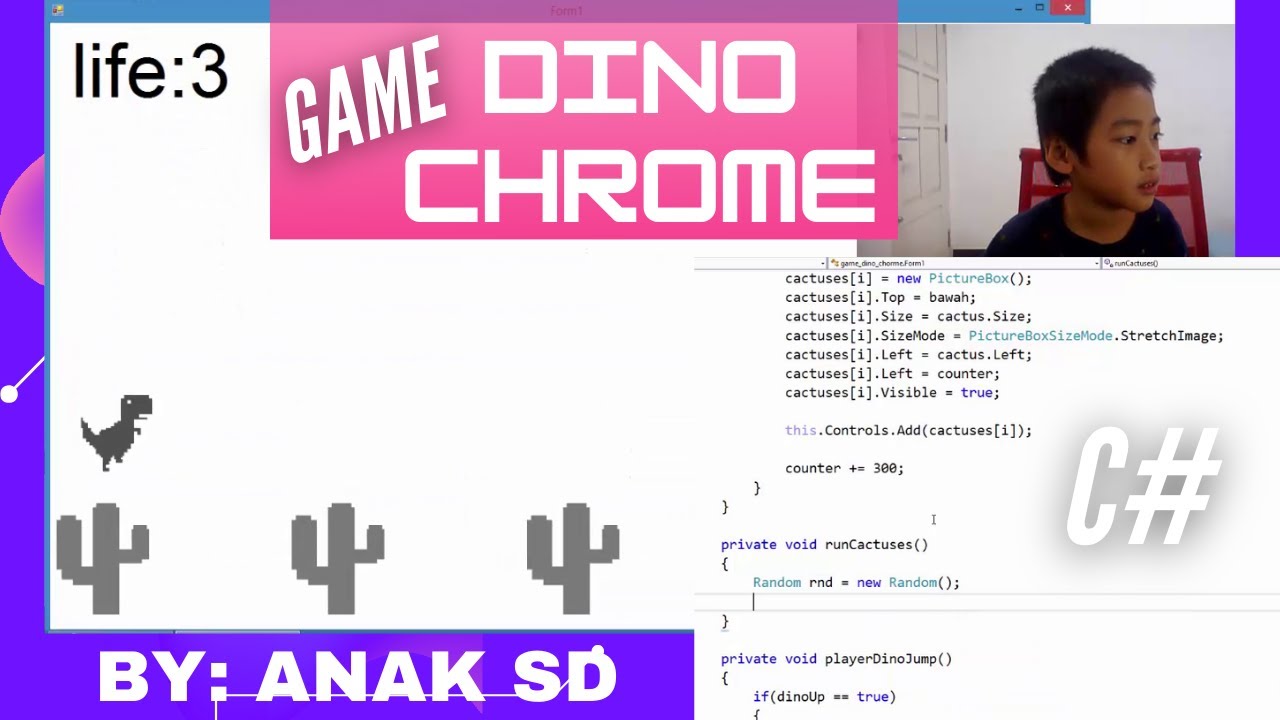 Form1
life:3
GAME
DINO
CHROME
game_dino_chorme.Form1
runCactuses()
cactuses[i] = new PictureBox();
cactuses[i].Top = bawah;
cactuses[i].Size = cactus.Size;
cactuses[i].SizeMode = PictureBoxSizeMode.StretchImage;
cactuses[i].Left = cactus.Left;
cactuses[i].Left = counter;
cactuses[i].Visible = true;
this.Controls.Add(cactuses[i]);
counter += 300;
}
}
C#
private void runCactuses()
{
Random rnd = new Random();
}
private void playerDinoJump()
{
if(dinoUp == true)
{
BY: ANAK SD